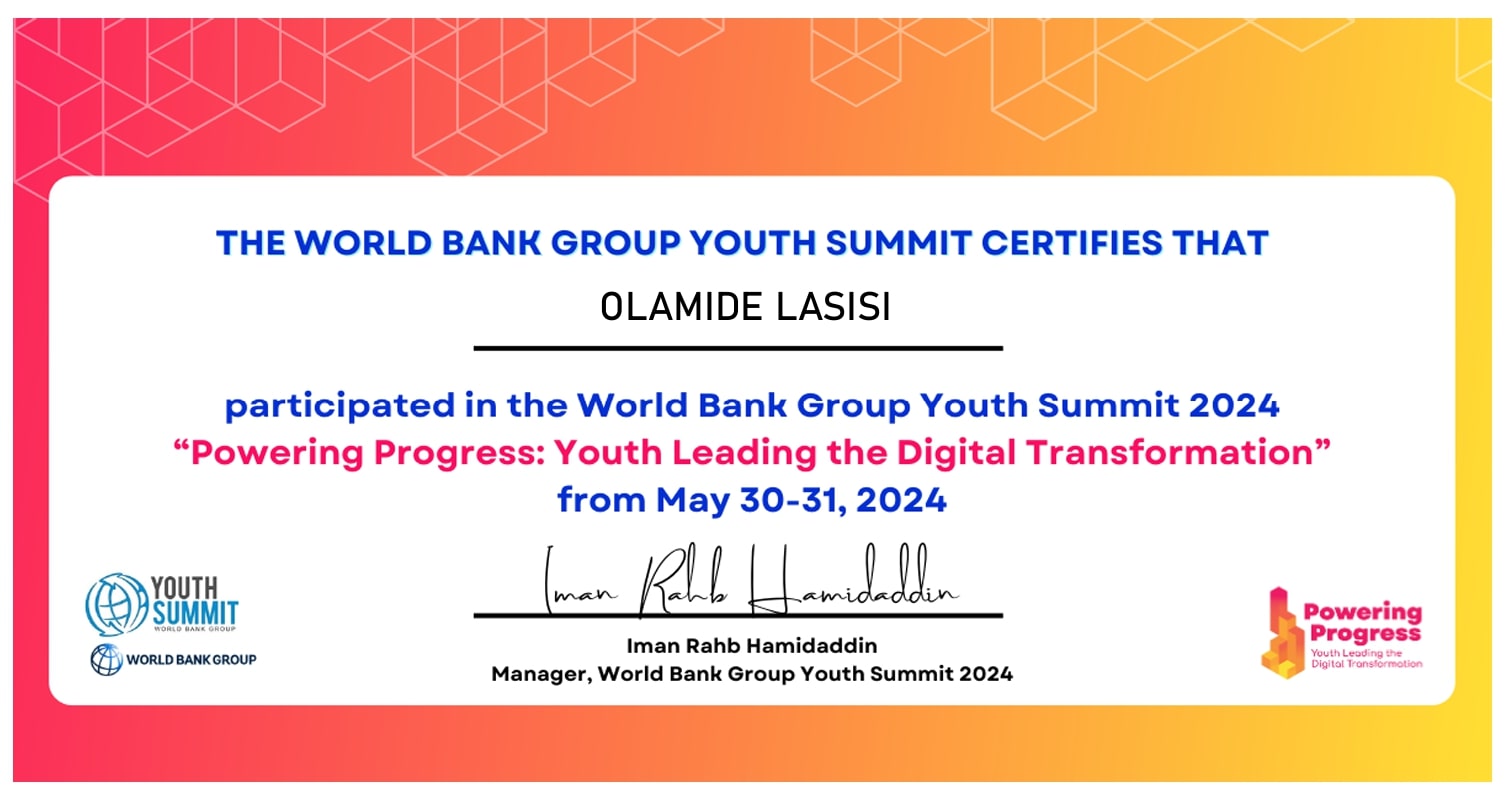 THE WORLD BANK GROUP YOUTH SUMMIT CERTIFIES THAT
OLAMIDE LASISI
participated in the World Bank Group Youth Summit 2024
“Powering Progress: Youth Leading the Digital Transformation”
from May 30-31, 2024
Iman Rahb Hamidaddin
Iman Rahb Hamidaddin
Manager, World Bank Group Youth Summit 2024
YOUTH
SUMMIT
WORLD BANK GROUP
WORLD BANK GROUP
Powering
Progress
Youth Leading the
Digital Transformation